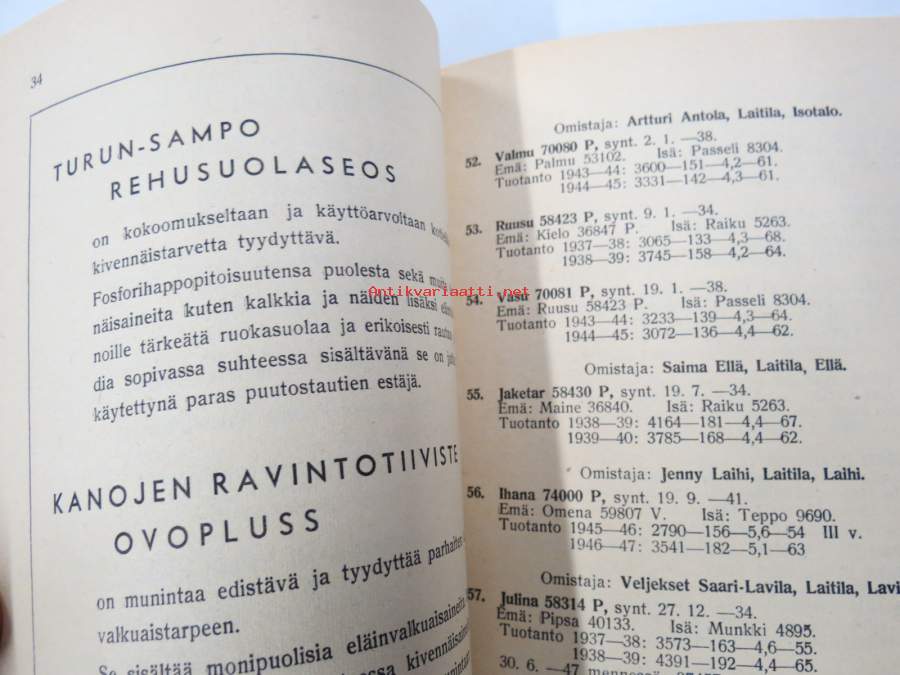 34
TURUN-SAMPO
REHUSUOLASEOS
on kokoomukseltaan ja käyttöarvoltaan
kivennäistarvetta tyydyttävä.
Fosforihappopitoisuutensa puolesta sekä
näisaineita kuten kalkkia ja näiden lisäksi
noille tärkeätä ruokasuolaa ja erikoisesti
dia sopivassa suhteessa sisältävänä se on
käytettynä paras puutostautien estäjä.
KANOJEN RAVINTOTIIVISTE
OVOPLUSS
on munintaa edistävä ja tyydyttää
valkuaistarpeen.
Se sisältää monipuolisia eläinvalkuaisaineita
kivennäisaine
Omistaja: Artturi Antola, Laitila, Isotalo.
52. Valmu 70080 P, synt. 2. 1. —38.
Emä: Palmu 53102. Isä: Passeli 8304.
Tuotanto 1943—44: 3600—151—4,2—61.
1944—45: 3331—142—4,3—61.
53. Ruusu 58423 P, synt. 9. 1. —34.
Emä: Kielo 36847 P. Isä: Raiku 5263.
Tuotanto 1937—38: 3065—133—4,3—68.
1938—39: 3745—158—4,2—64.
Antikvariaatti.net
54. Vasu 70081 P, synt. 19. 1. —38.
Emä: Ruusu 58423 P. Isä: Passeli 8304.
Tuotanto 1943—44: 3233—139—4,3—64.
1944—45: 3072—136—4,4—62.
Omistaja: Saima Ellä, Laitila, Ellä.
55. Jaketar 58430 P, synt. 19. 7. —34.
Emä: Maine 36840. Isä: Raiku 5263.
Tuotanto 1938—39: 4164—181—4,4—67.
1939—40: 3785—168—4,4—62.
Omistaja: Jenny Laihi, Laitila, Laihi.
56. Ihana 74000 P, synt. 19. 9. —41.
Emä: Omena 59807 V. Isä: Teppo 9690.
Tuotanto 1945—46: 2790—156—5,6—54 III v.
1946—47: 3541—182—5,1—63
Omistaja: Veljekset Saari-Lavila, Laitila, Lavi
57. Julina 58314 P, synt. 27. 12. —34.
Emä: Pipsa 40133. Isä: Munkki 4895.
Tuotanto 1937—38: 3573—163—4,6—55.
1938—39: 4391—192—4,4—65.
30. 6. —47 mennessä